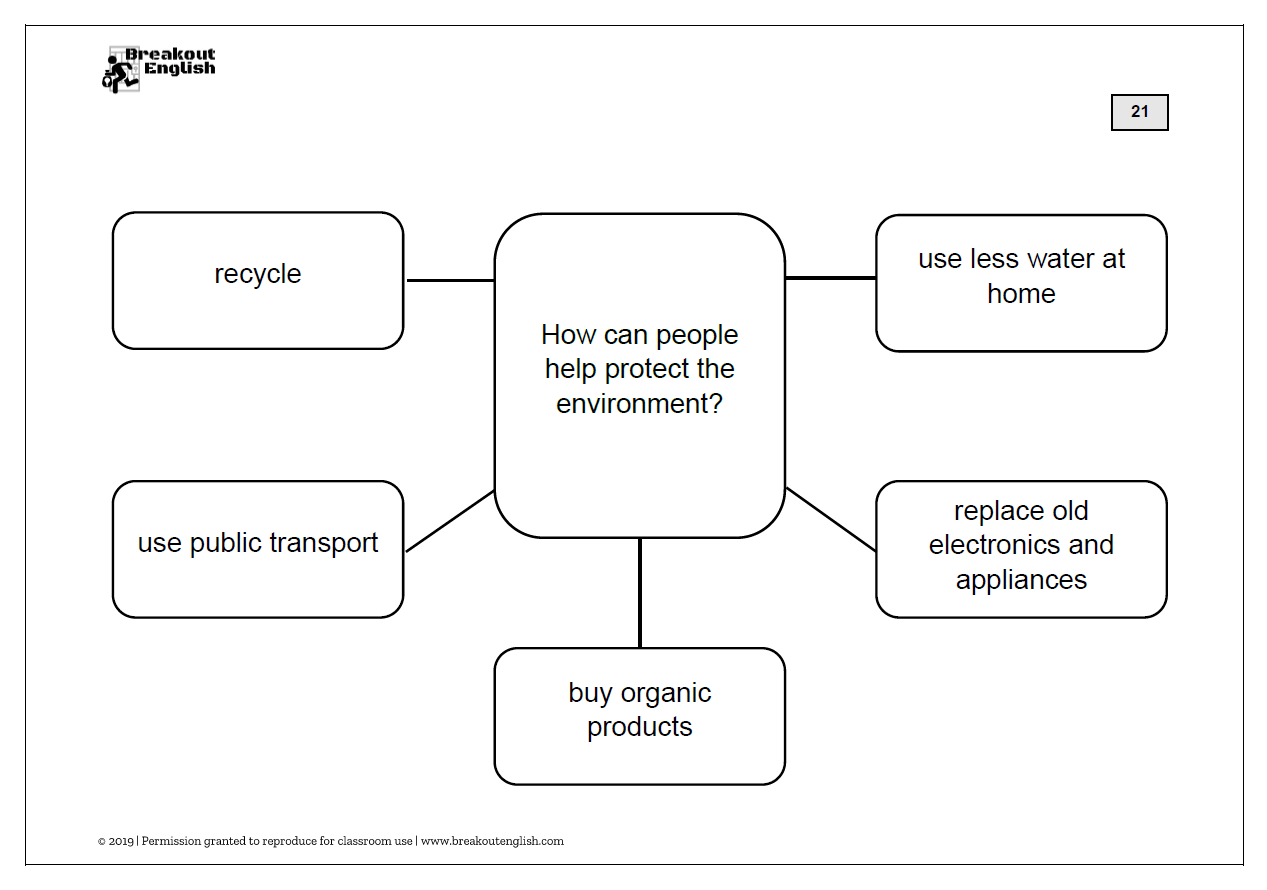 Breakout
English
21
recycle
How can people
help protect the
environment?
use less water at
home
use public transport
replace old
electronics and
appliances
buy organic
products
© 2019 | Permission granted to reproduce for classroom use | www.breakoutenglish.com